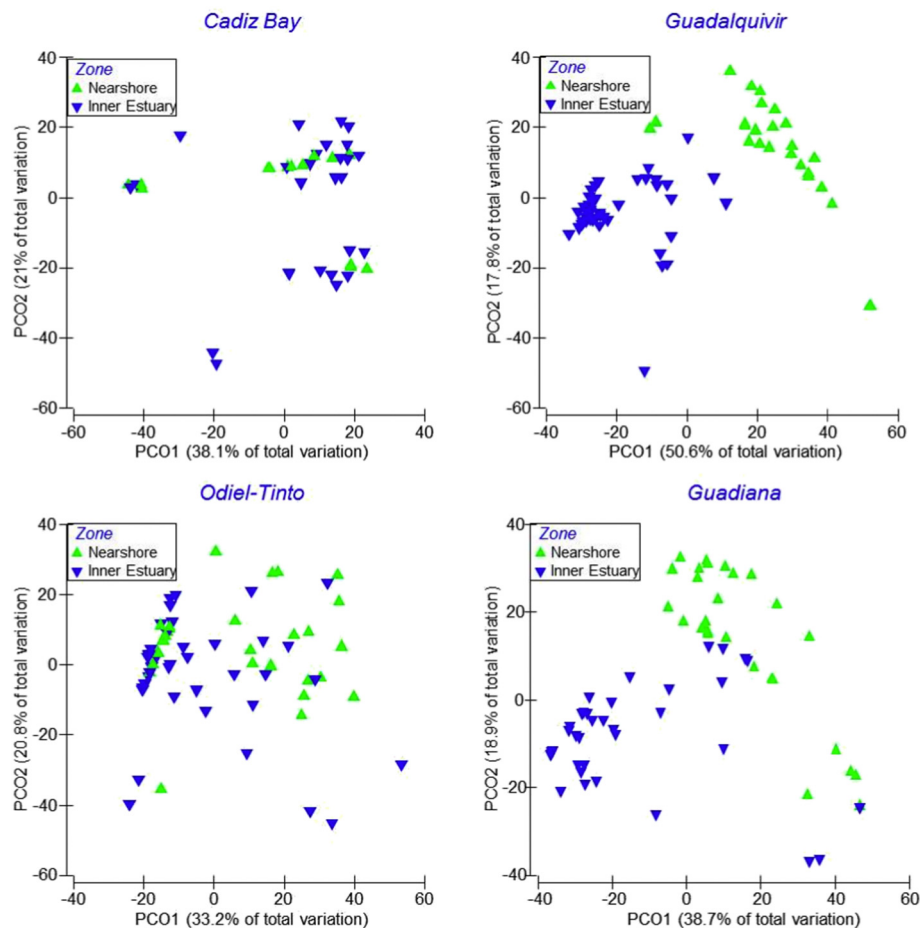 Cadiz Bay
Zone
Nearshore
Inner Estuary
40
20
0
-20
-40
-60
PCO2 (21% of total variation)
-60
-40
-20
0
20
40
PCO1 (38.1% of total variation)
Guadalquivir
Zone
Nearshore
Inner Estuary
40
20
0
-20
-40
-60
PCO2 (17.8% of total variation)
-40
-20
0
20
40
60
PCO1 (50.6% of total variation)
Odiel-Tinto
Zone
Nearshore
Inner Estuary
40
20
0
-20
-40
-60
PCO2 (20.8% of total variation)
-40
-20
0
20
40
60
PCO1 (33.2% of total variation)
Guadiana
Zone
Nearshore
Inner Estuary
40
20
0
-20
-40
PCO2 (18.9% of total variation)
-40
-20
0
20
40
60
PCO1 (38.7% of total variation)